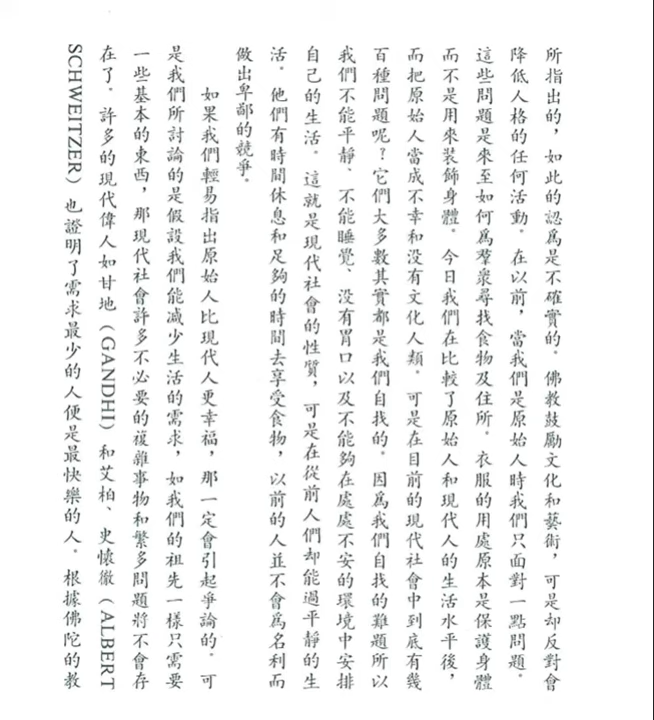 所指出的，如此的認爲是不確實的。佛教鼓勵文化和藝術，可是却反對會
降低人格的任何活動。在以前，當我們是原始人時我們只面對一點問題。
這些問題是來至如何爲羣衆尋找食物及住所。衣服的用處原本是保護身體
而不是用來裝飾身體。今日我們在比較了原始人和現代人的生活水平後，
而把原始人當成不幸和没有文化人類。可是在目前的現代社會中到底有幾
百種問題呢？它們大多數其實都是我們自找的。因爲我們自找的難題所以
我們不能平靜、不能睡覺、没有胃口以及不能夠在處處不安的環境中安排
自己的生活。這就是現代社會的性質，可是在從前人們却能過平靜的生
活。他們有時間休息和足夠的時間去享受食物，以前的人並不會爲名利而
做出卑鄙的競爭。
如果我們輕易指出原始人比現代人更幸福，那一定會引起爭論的。可
是我們所討論的是假設我們能減少生活的需求，如我們的祖先一樣只需要
一些基本的東西，那現代社會許多不必要的複雜事物和繁多問題將不會存
在了。許多的現代偉人如甘地（GANDHI）和艾柏、史懷徹（ALBERT
SCHWEITZER）也證明了需求最少的人便是最快樂的人。根據佛陀的教